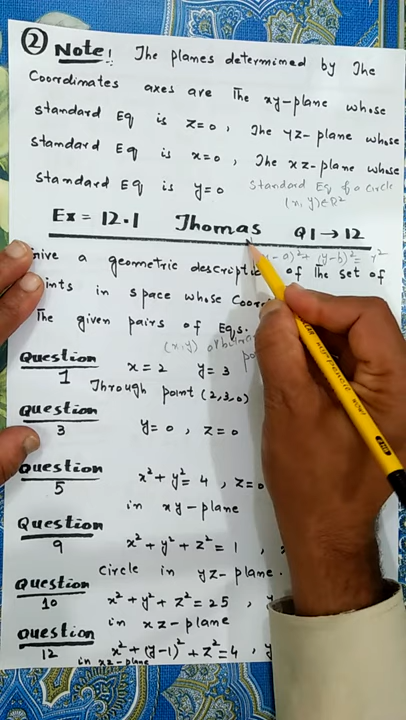 ② Note! The planes determimed by The
Coordinates axes are The xy-plane whose
standard Eq is z=0, The YZ-plane whose
standard Eq is x=0, The xz-plane whose
standard Eq is y=0 Standard Eq of a Circle
(x, y)∈R²
Ex = 12.1 Thomas Q1→12
-a)²+ (y-b)²= r²
a geometric descripti of The set of
in space whose Coor
The given pairs of Eqs.
(x,y)
Question 1 x=2 y=3
Through point (2,3,0)
Question 3 y=0, z=0
Question 5 x²+y²=4, z=0
in xy-plane
Question 9 x²+y²+z²=1,
Circle in yz-plane.
Question 10 x²+y²+z²=25, y
in xz-plane
Question 12 x²+(y-1)²+z²=4, y
in xz-plane